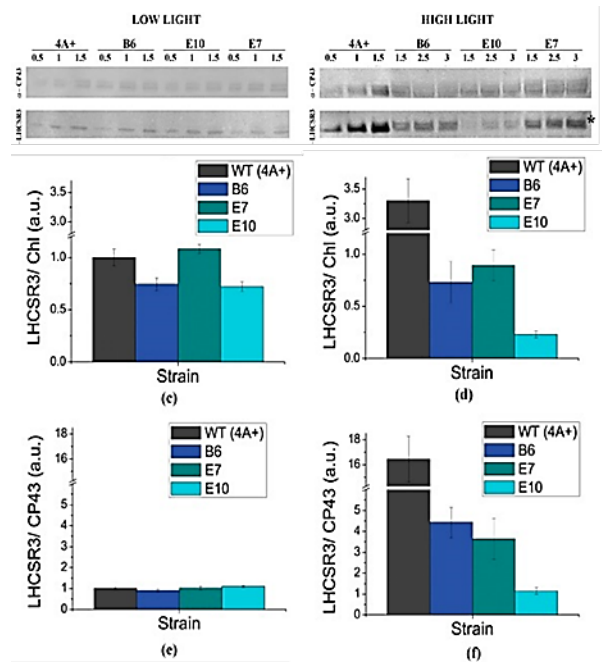 LOW LIGHT
4A+ B6 E10 E7
0.5 1 1.5 0.5 1 1.5 0.5 1 1.5 0.5 1 1.5
α - CP43
-LHCSR3
HIGH LIGHT
4A+ B6 E10 E7
0.5 1 1.5 1.5 2.5 3 1.5 2.5 3 1.5 2.5 3
α - CP43
-LHCSR3
*
LHCSR3/ Chl (a.u.)
3.5
3.0
1.0
0.5
0.0
WT (4A+)
B6
E7
E10
Strain
(c)
LHCSR3/ Chl (a.u.)
3.5
3.0
1.0
0.5
0.0
WT (4A+)
B6
E7
E10
Strain
(d)
LHCSR3/ CP43 (a.u.)
18
16
5
4
3
2
1
0
WT (4A+)
B6
E7
E10
Strain
(e)
LHCSR3/ CP43 (a.u.)
18
16
5
4
3
2
1
0
WT (4A+)
B6
E7
E10
Strain
(f)